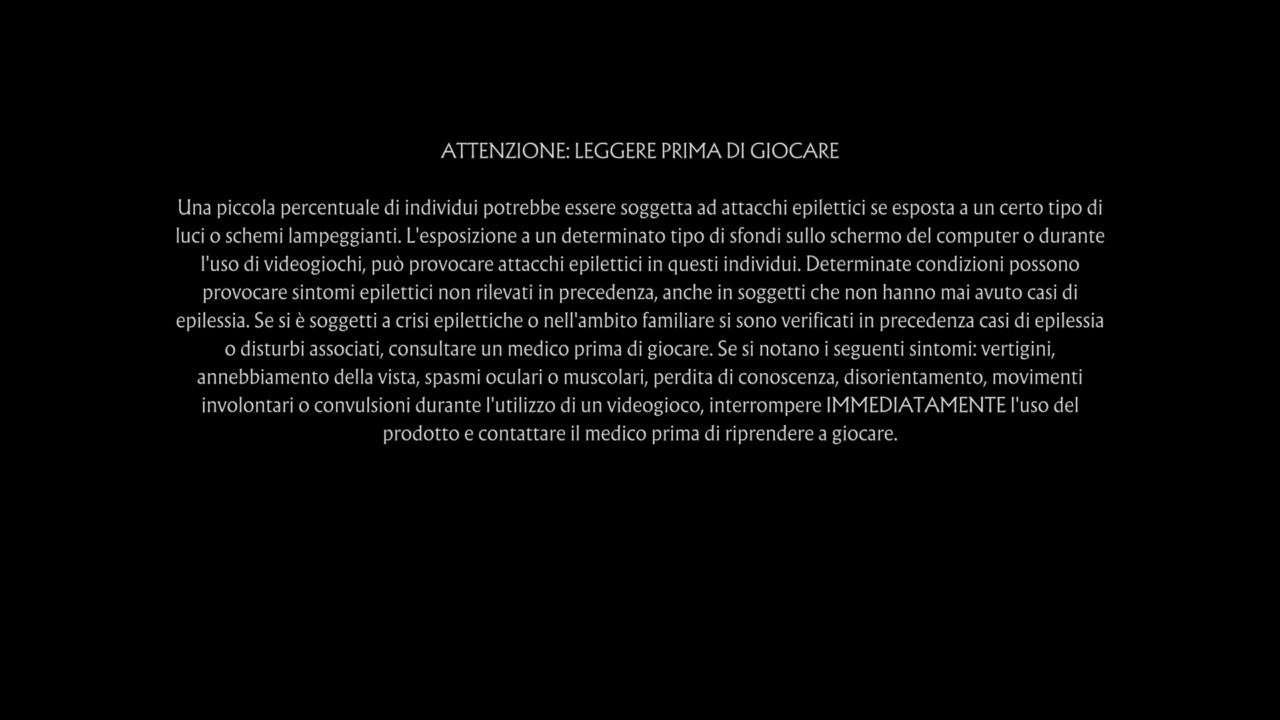 ATTENZIONE: LEGGERE PRIMA DI GIOCARE
Una piccola percentuale di individui potrebbe essere soggetta ad attacchi epilettici se esposta a un certo tipo di
luci o schemi lampeggianti. L'esposizione a un determinato tipo di sfondi sullo schermo del computer o durante
l'uso di videogiochi, può provocare attacchi epilettici in questi individui. Determinate condizioni possono
provocare sintomi epilettici non rilevati in precedenza, anche in soggetti che non hanno mai avuto casi di
epilessia. Se si è soggetti a crisi epilettiche o nell'ambito familiare si sono verificati in precedenza casi di epilessia
o disturbi associati, consultare un medico prima di giocare. Se si notano i seguenti sintomi: vertigini,
annebbiamento della vista, spasmi oculari o muscolari, perdita di conoscenza, disorientamento, movimenti
involontari o convulsioni durante l'utilizzo di un videogioco, interrompere IMMEDIATAMENTE l'uso del
prodotto e contattare il medico prima di riprendere a giocare.